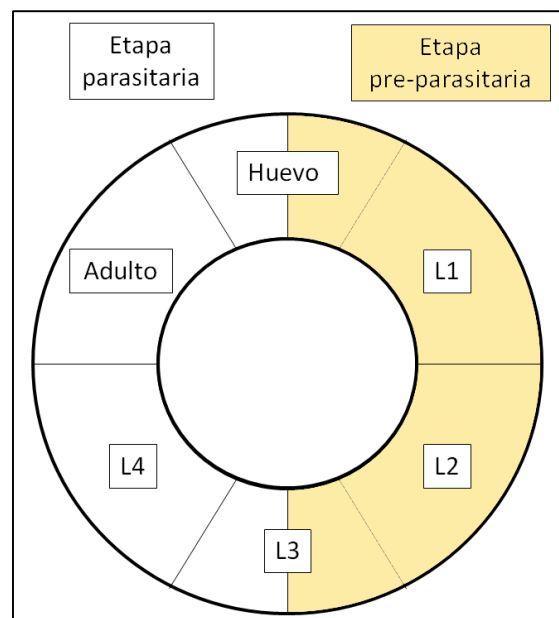 Etapa
parasitaria
Etapa
pre-parasitaria
Huevo
Adulto
L1
L4
L2
L3